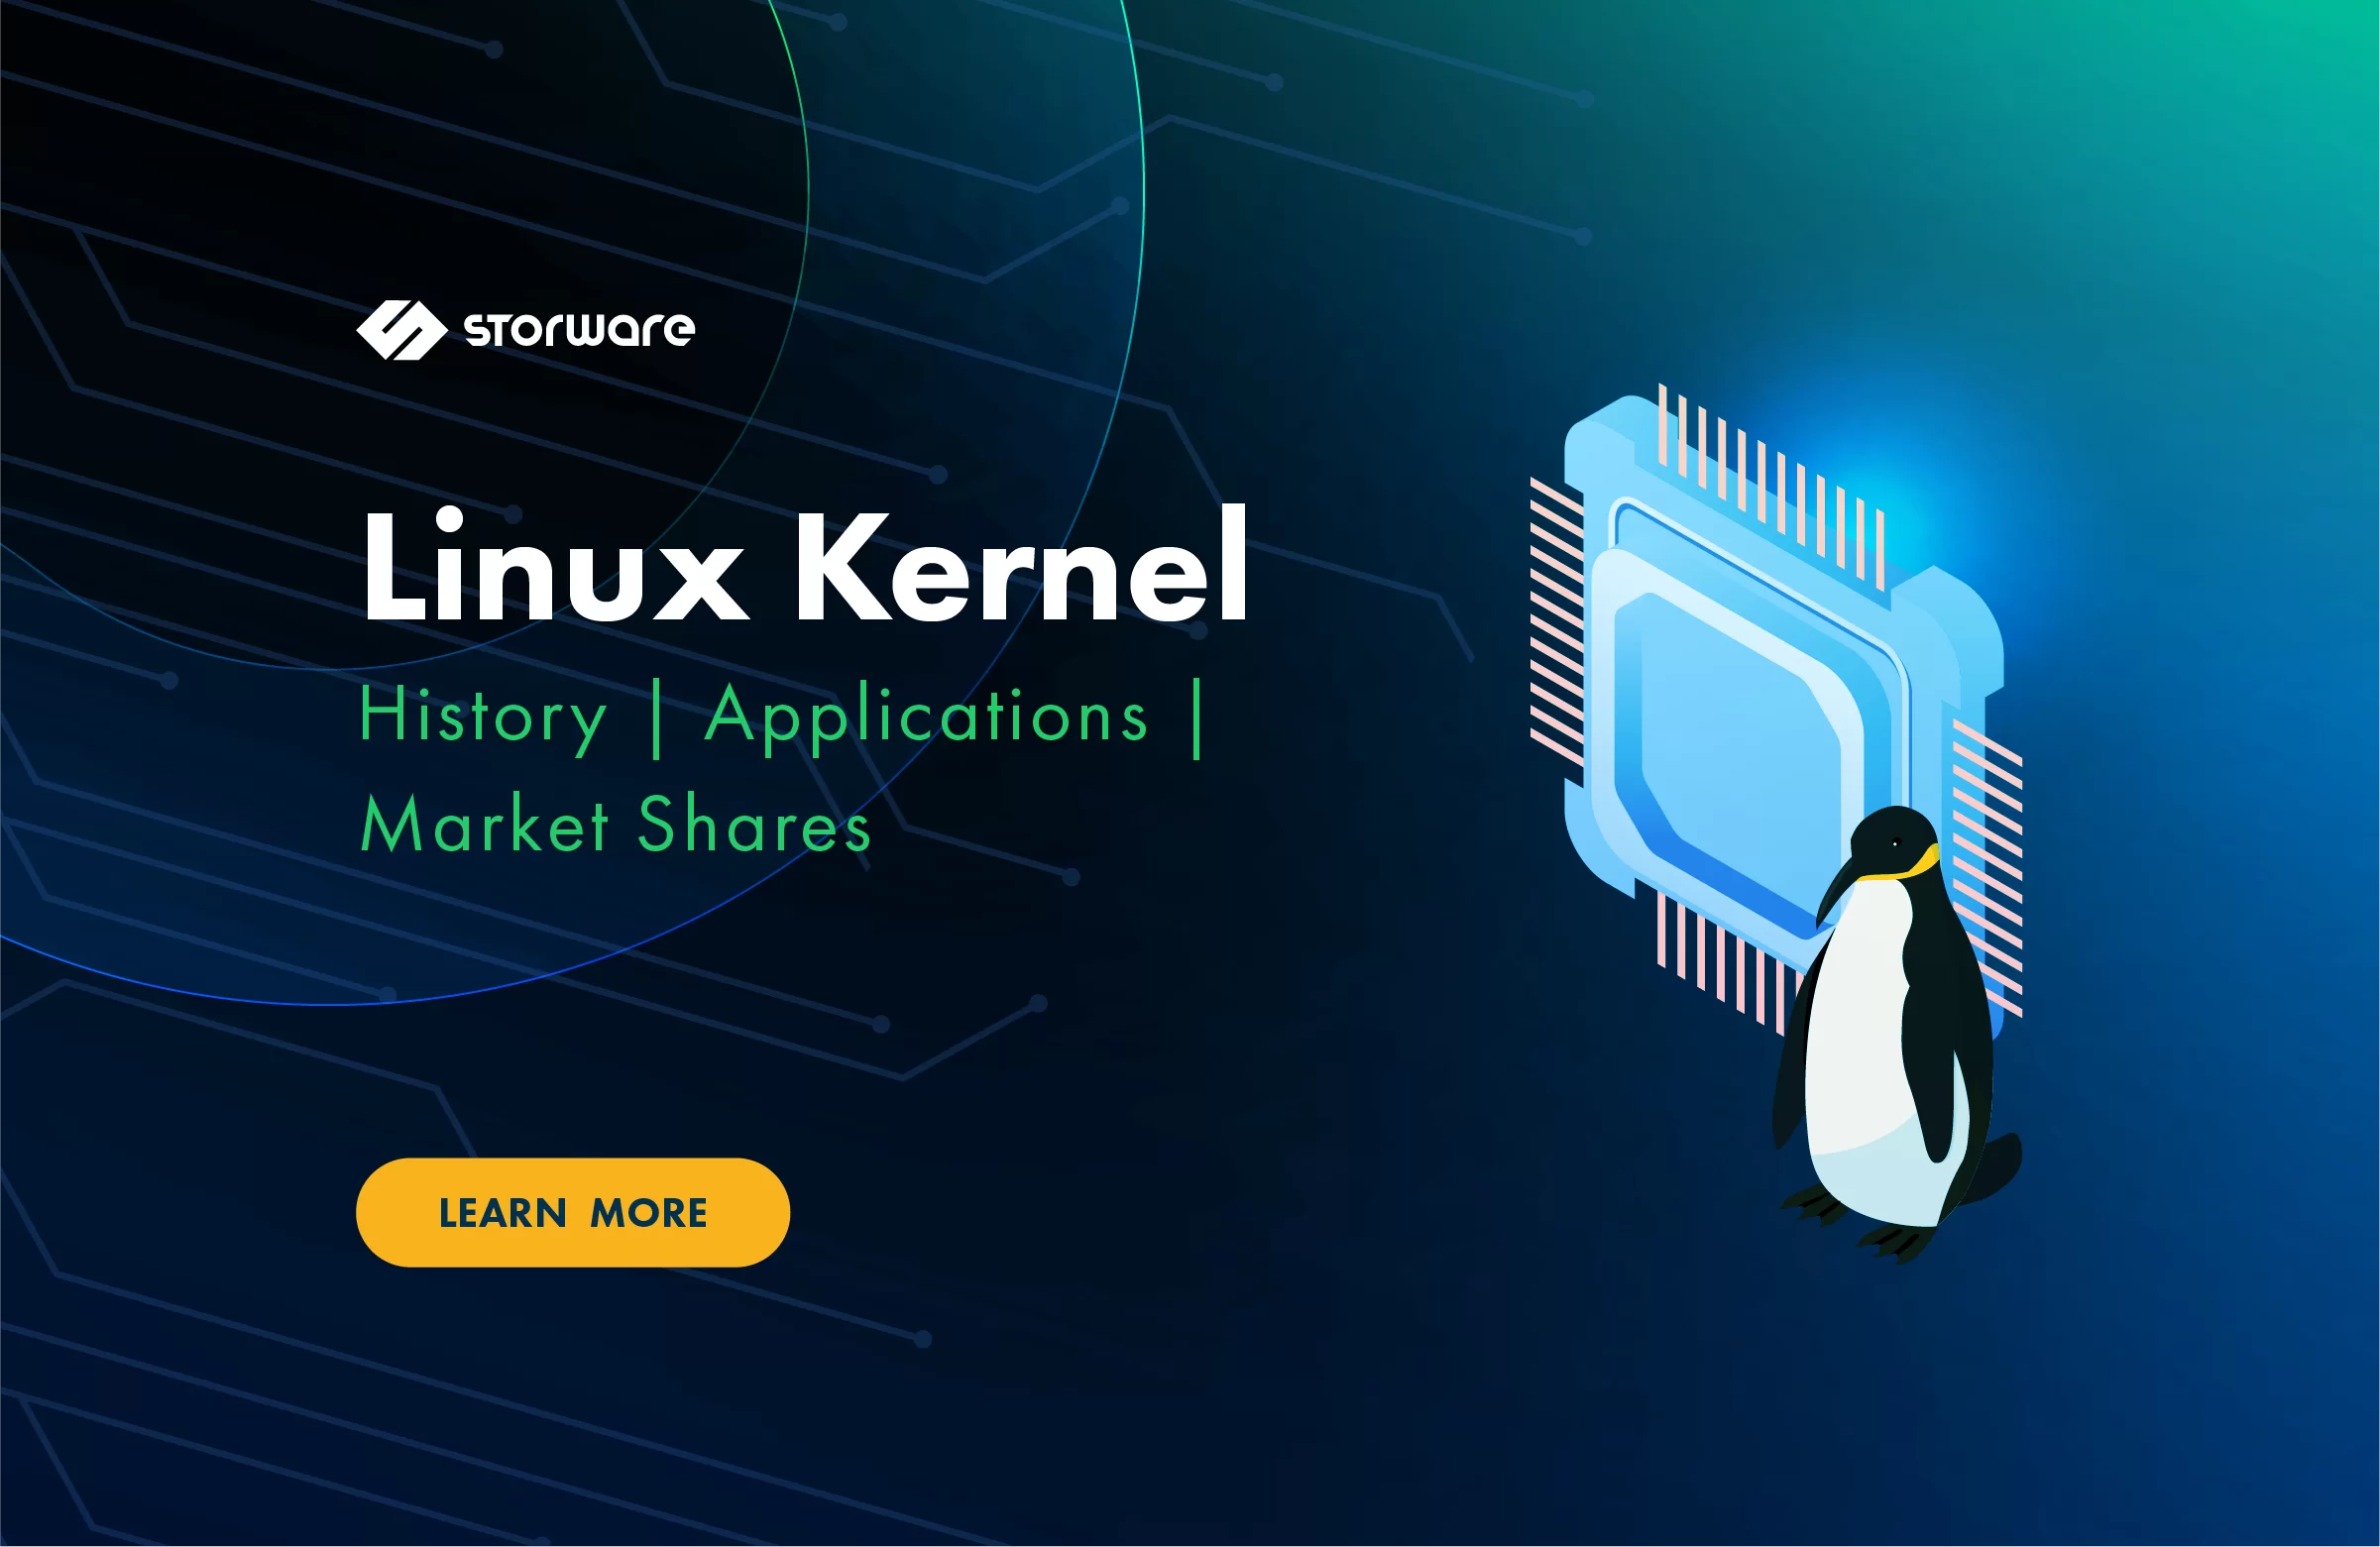 storware
Linux Kernel
History | Applications |
Market Shares
LEARN MORE